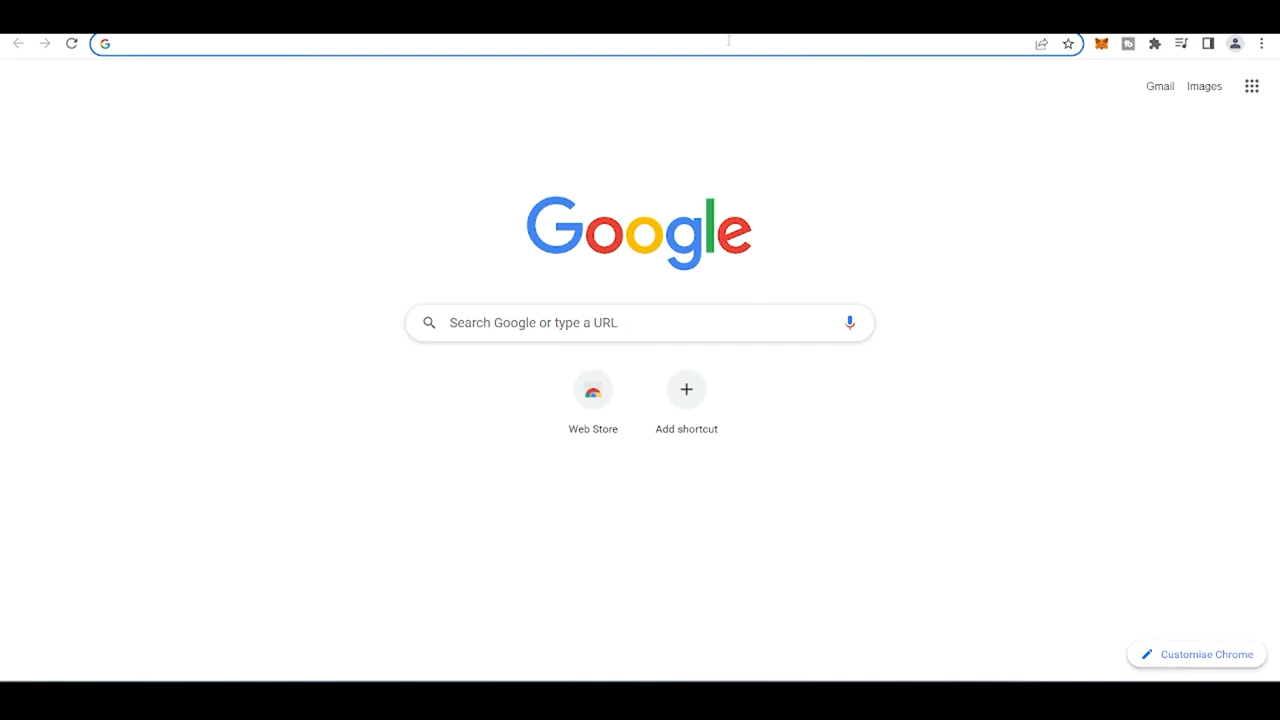 Gmail Images
Google
Search Google or type a URL
Web Store Add shortcut
Customise Chrome